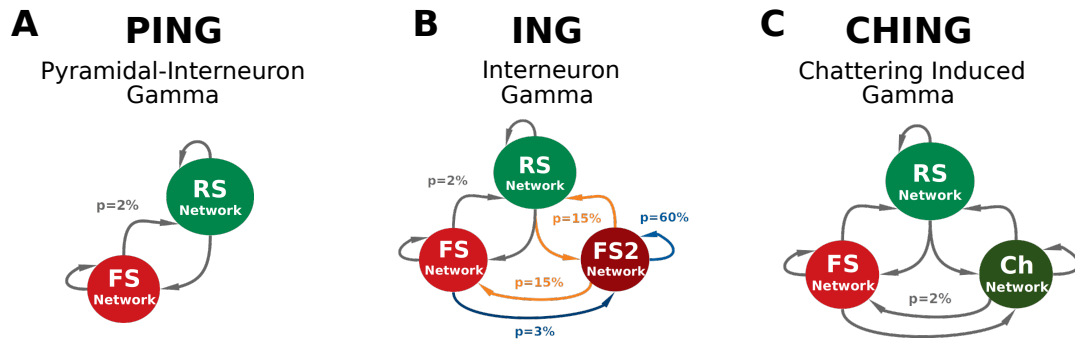 A
PING
Pyramidal-Interneuron
Gamma
RS
Network
p=2%
FS
Network
B
ING
Interneuron
Gamma
RS
Network
p=2%
p=15%
p=60%
FS
Network
FS2
Network
p=15%
p=3%
C
CHING
Chattering Induced
Gamma
RS
Network
FS
Network
Ch
Network
p=2%